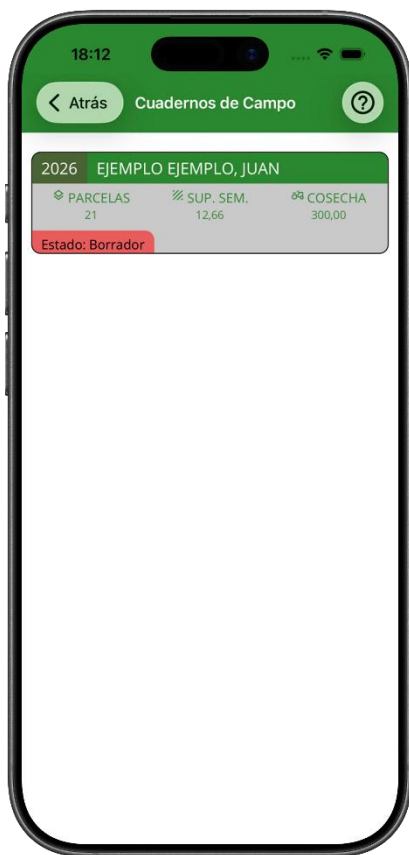 18:12
Atrás
Cuadernos de Campo
2026 EJEMPLO EJEMPLO, JUAN
PARCELAS SUP. SEM. COSECHA
21 12,66 300,00
Estado: Borrador